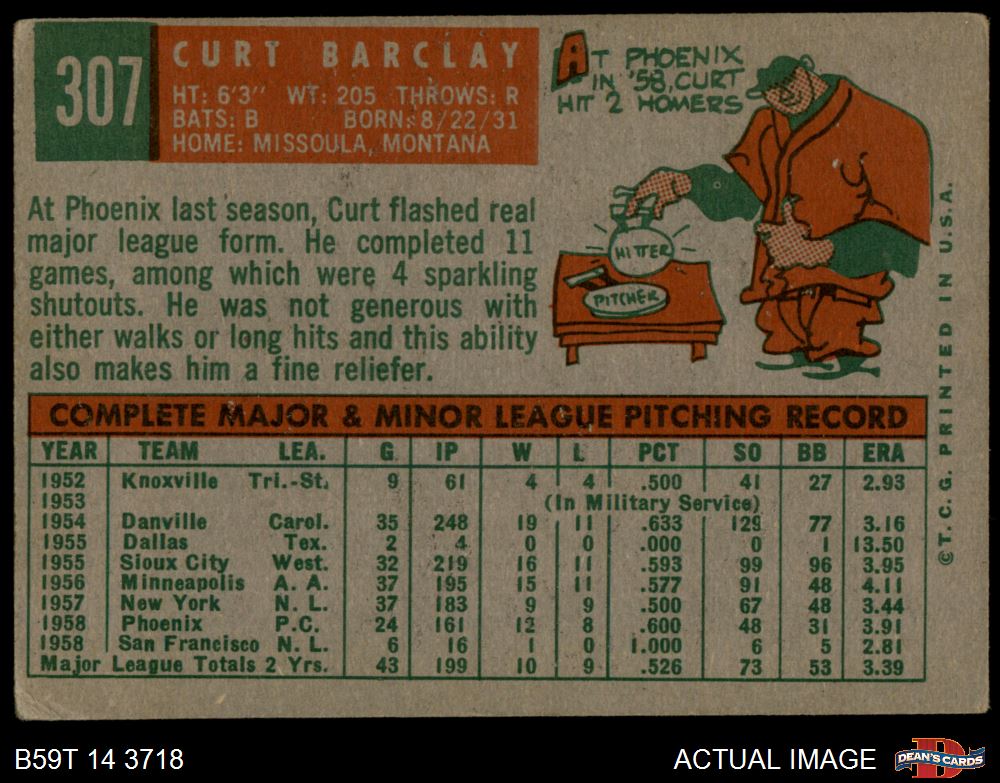 307
CURT BARCLAY
HT: 6'3" WT: 205 THROWS: R
BATS: B BORN: 8/22/31
HOME: MISSOULA, MONTANA
AT PHOENIX
IN '58, CURT
HIT 2 HOMERS
HITTER
PITCHER
At Phoenix last season, Curt flashed real
major league form. He completed 11
games, among which were 4 sparkling
shutouts. He was not generous with
either walks or long hits and this ability
also makes him a fine reliefer.
COMPLETE MAJOR & MINOR LEAGUE PITCHING RECORD
YEAR TEAM LEA. G IP W L PCT SO BB ERA
1952 Knoxville Tri.-St. 9 61 4 4 .500 41 27 2.93
1953 (In Military Service)
1954 Danville Carol. 35 248 19 11 .633 129 77 3.16
1955 Dallas Tex. 2 4 0 0 .000 0 1 13.50
1955 Sioux City West. 32 219 16 11 .593 99 96 3.95
1956 Minneapolis A. A. 37 195 15 11 .577 91 48 4.11
1957 New York N. L. 37 183 9 9 .500 67 48 3.44
1958 Phoenix P.C. 24 161 12 8 .600 48 31 3.91
1958 San Francisco N. L. 6 16 1 0 1.000 6 5 2.81
Major League Totals 2 Yrs. 43 199 10 9 .526 73 53 3.39
©T. C. G. PRINTED IN U.S.A.
B59T 14 3718
ACTUAL IMAGE
D
DEAN'S CARDS